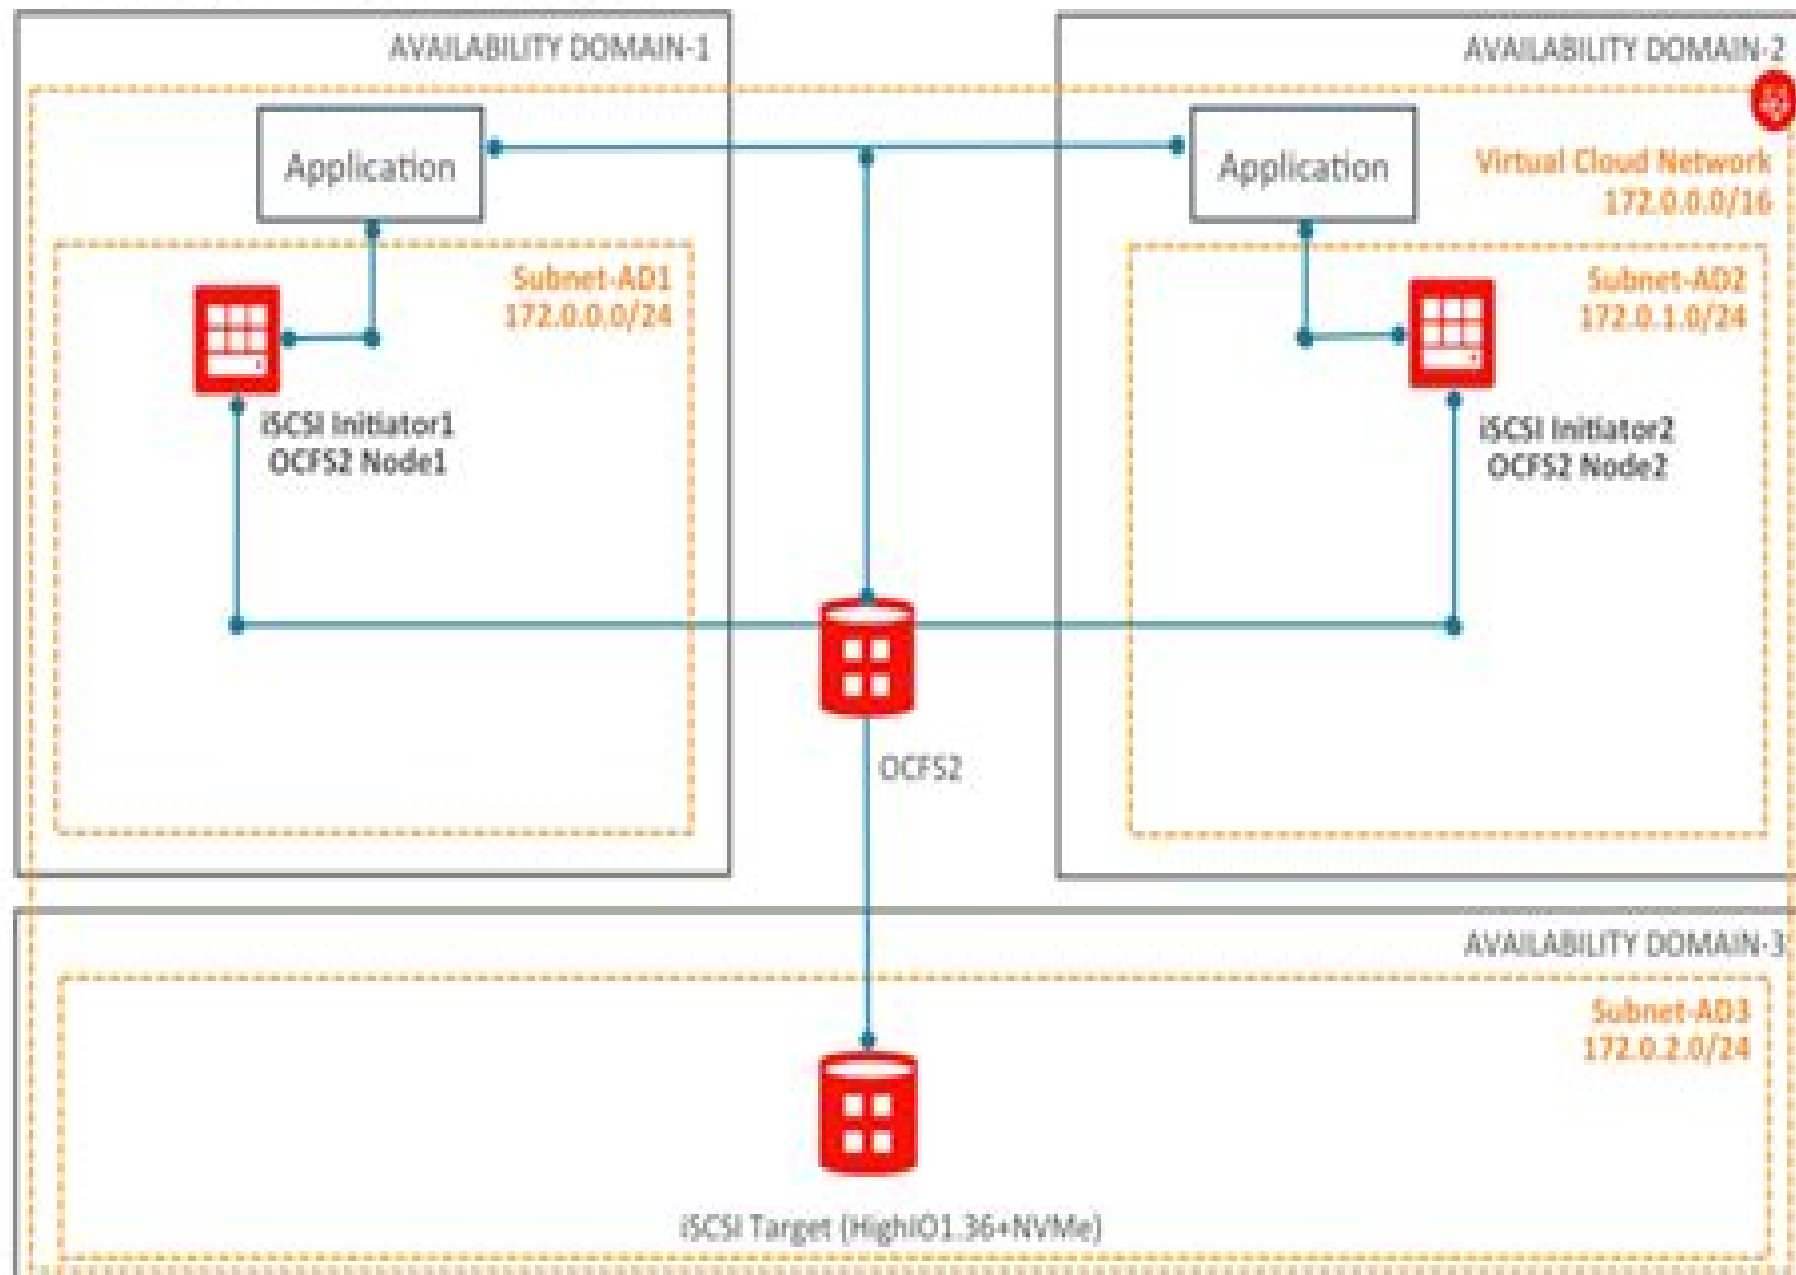 AVAILABILITY DOMAIN-1
AVAILABILITY DOMAIN-2
Application
Application
Virtual Cloud Network
172.0.0.0/16
Subnet-AD1
172.0.0.0/24
Subnet-AD2
172.0.1.0/24
iSCSI Initiator1
OCFS2 Node1
iSCSI Initiator2
OCFS2 Node2
OCFS2
AVAILABILITY DOMAIN-3
Subnet-AD3
172.0.2.0/24
iSCSI Target (HighIO1.36+NVMe)